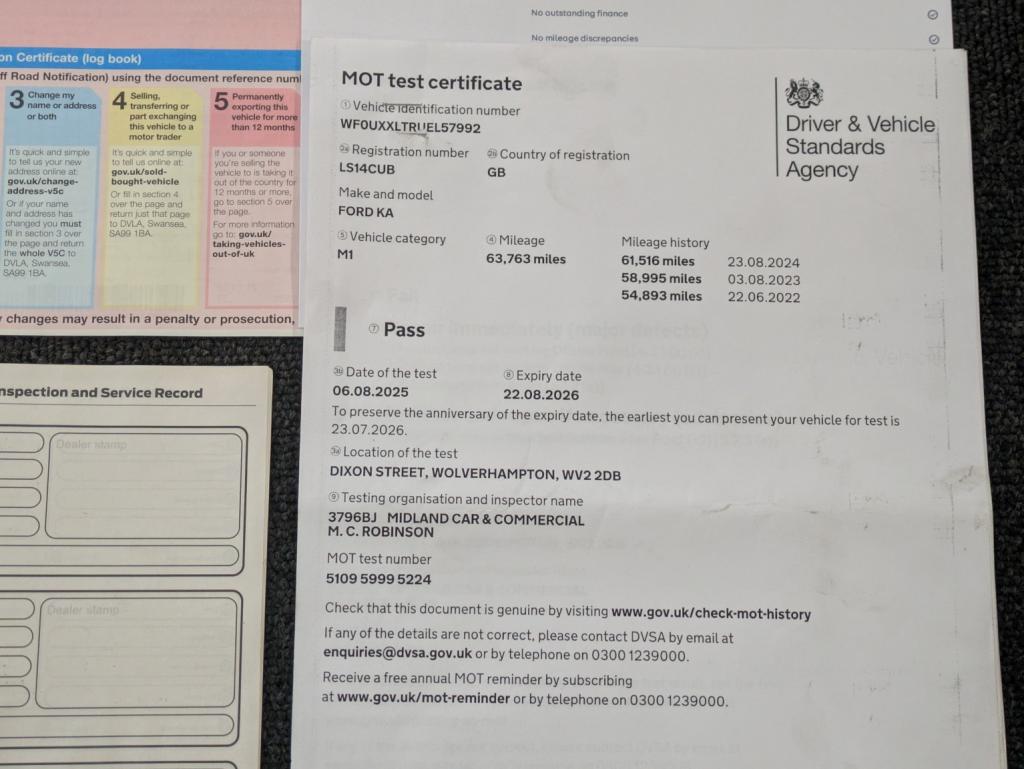 No outstanding finance
No mileage discrepancies
on Certificate (log book)
ff Road Notification) using the document reference num
3 Change my
name or address
or both
It's quick and simple
to tell us your new
address online at:
gov.uk/change-
address-v5c
Or if your name
and address has
changed you must
fill in section 3 over
the page and return
the whole V5C to
DVLA, Swansea,
SA99 1BA.
4 Selling,
transferring or
part exchanging
this vehicle to a
motor trader
It's quick and simple
to tell us online at:
gov.uk/sold-
bought-vehicle
Or fill in section 4
over the page and
return just that page
to DVLA, Swansea,
SA99 1BA.
5 Permanently
exporting this
vehicle for more
than 12 months
If you or someone
you're selling the
vehicle to is taking it
out of the country for
12 months or more,
go to section 5 over
the page.
For more information
go to: gov.uk/
taking-vehicles-
out-of-uk
y changes may result in a penalty or prosecution,
nspection and Service Record
Dealer stamp
Dealer stamp
MOT test certificate
① Vehicle identification number
WF0UXXLTRUEL57992
Driver & Vehicle
Standards
Agency
2a Registration number
LS14CUB
2b Country of registration
GB
Make and model
FORD KA
⑤ Vehicle category
M1
④ Mileage
63,763 miles
Mileage history
61,516 miles 23.08.2024
58,995 miles 03.08.2023
54,893 miles 22.06.2022
⑦ Pass
3b Date of the test
06.08.2025
⑧ Expiry date
22.08.2026
To preserve the anniversary of the expiry date, the earliest you can present your vehicle for test is
23.07.2026.
3a Location of the test
DIXON STREET, WOLVERHAMPTON, WV2 2DB
⑨ Testing organisation and inspector name
3796BJ MIDLAND CAR & COMMERCIAL
M. C. ROBINSON
MOT test number
5109 5999 5224
Check that this document is genuine by visiting www.gov.uk/check-mot-history
If any of the details are not correct, please contact DVSA by email at
enquiries@dvsa.gov.uk or by telephone on 0300 1239000.
Receive a free annual MOT reminder by subscribing
at www.gov.uk/mot-reminder or by telephone on 0300 1239000.